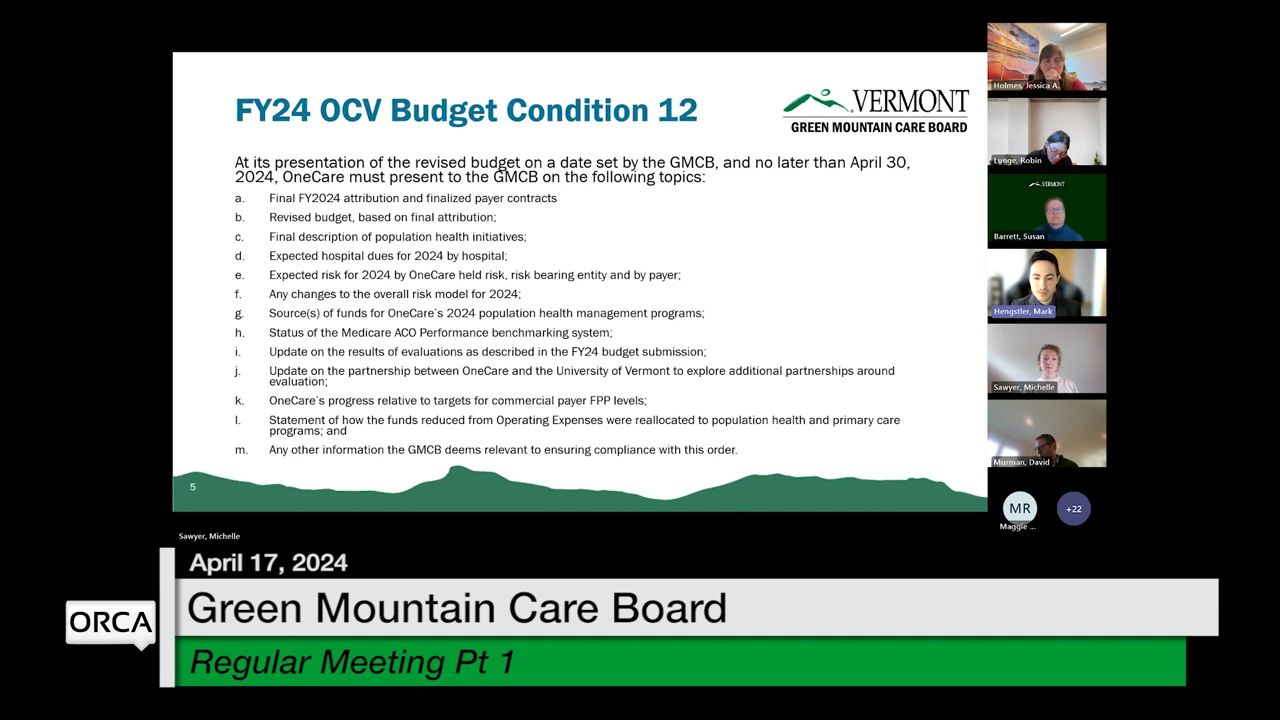 FY24 OCV Budget Condition 12
VERMONT
GREEN MOUNTAIN CARE BOARD
At its presentation of the revised budget on a date set by the GMCB, and no later than April 30,
2024, OneCare must present to the GMCB on the following topics:
a. Final FY2024 attribution and finalized payer contracts
b. Revised budget, based on final attribution;
c. Final description of population health initiatives;
d. Expected hospital dues for 2024 by hospital;
e. Expected risk for 2024 by OneCare held risk, risk bearing entity and by payer;
f. Any changes to the overall risk model for 2024;
g. Source(s) of funds for OneCare's 2024 population health management programs;
h. Status of the Medicare ACO Performance benchmarking system;
i. Update on the results of evaluations as described in the FY24 budget submission;
j. Update on the partnership between OneCare and the University of Vermont to explore additional partnerships around
evaluation;
k. OneCare's progress relative to targets for commercial payer FPP levels;
l. Statement of how the funds reduced from Operating Expenses were reallocated to population health and primary care
programs; and
m. Any other information the GMCB deems relevant to ensuring compliance with this order.
5
Holmes, Jessica A.
Lunge, Robin
VERMONT
Barrett, Susan
Hengstler, Mark
Sawyer, Michelle
Murman, David
MR
+22
Maggie ...
Sawyer, Michelle
April 17, 2024
ORCA
Green Mountain Care Board
Regular Meeting Pt 1